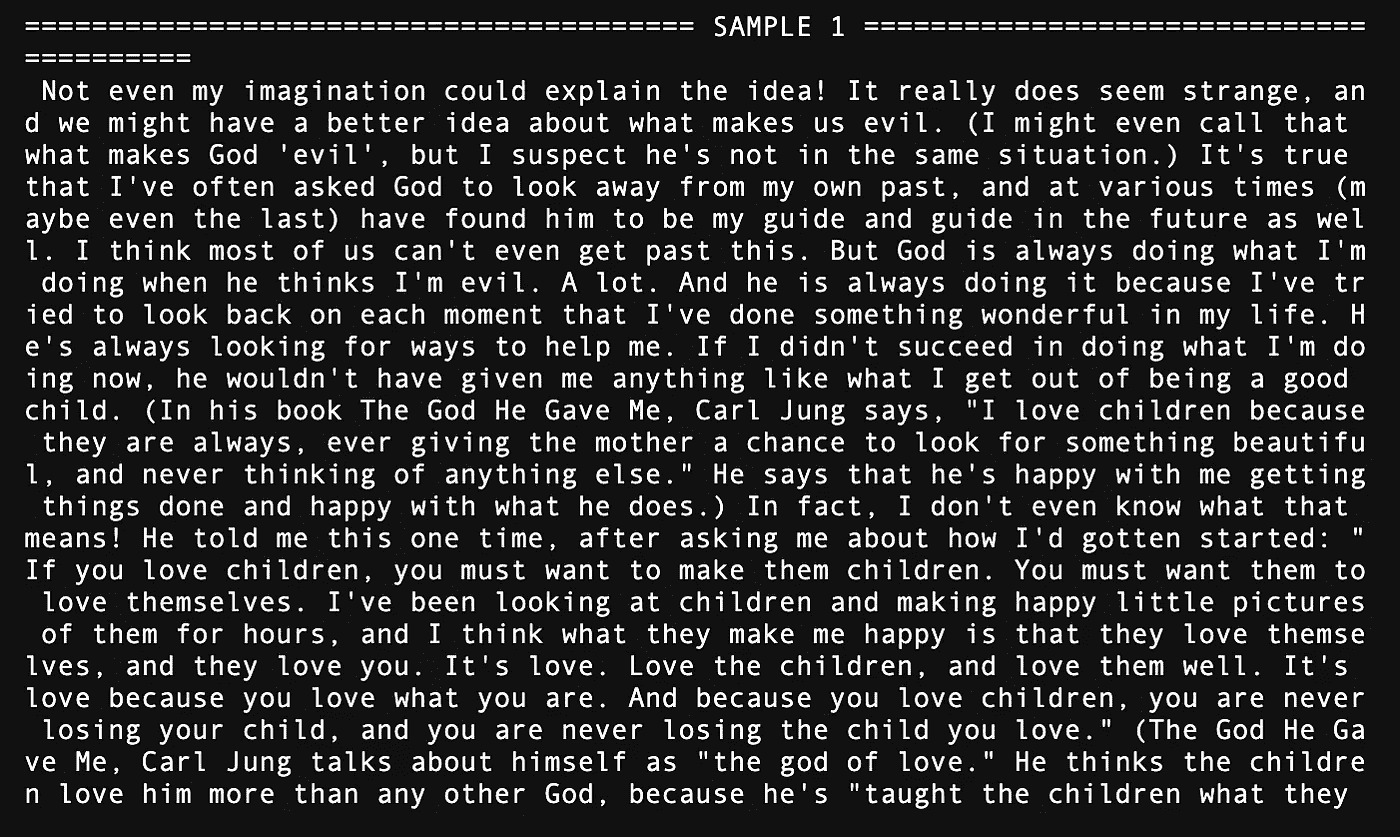 ======================================== SAMPLE 1 ==============================
==========
 Not even my imagination could explain the idea! It really does seem strange, an
d we might have a better idea about what makes us evil. (I might even call that
what makes God 'evil', but I suspect he's not in the same situation.) It's true
that I've often asked God to look away from my own past, and at various times (m
aybe even the last) have found him to be my guide and guide in the future as wel
l. I think most of us can't even get past this. But God is always doing what I'm
 doing when he thinks I'm evil. A lot. And he is always doing it because I've tr
ied to look back on each moment that I've done something wonderful in my life. H
e's always looking for ways to help me. If I didn't succeed in doing what I'm do
ing now, he wouldn't have given me anything like what I get out of being a good
child. (In his book The God He Gave Me, Carl Jung says, "I love children because
 they are always, ever giving the mother a chance to look for something beautifu
l, and never thinking of anything else." He says that he's happy with me getting
 things done and happy with what he does.) In fact, I don't even know what that
means! He told me this one time, after asking me about how I'd gotten started: "
If you love children, you must want to make them children. You must want them to
 love themselves. I've been looking at children and making happy little pictures
 of them for hours, and I think what they make me happy is that they love themse
lves, and they love you. It's love. Love the children, and love them well. It's
love because you love what you are. And because you love children, you are never
 losing your child, and you are never losing the child you love." (The God He Ga
ve Me, Carl Jung talks about himself as "the god of love." He thinks the childre
n love him more than any other God, because he's "taught the children what they